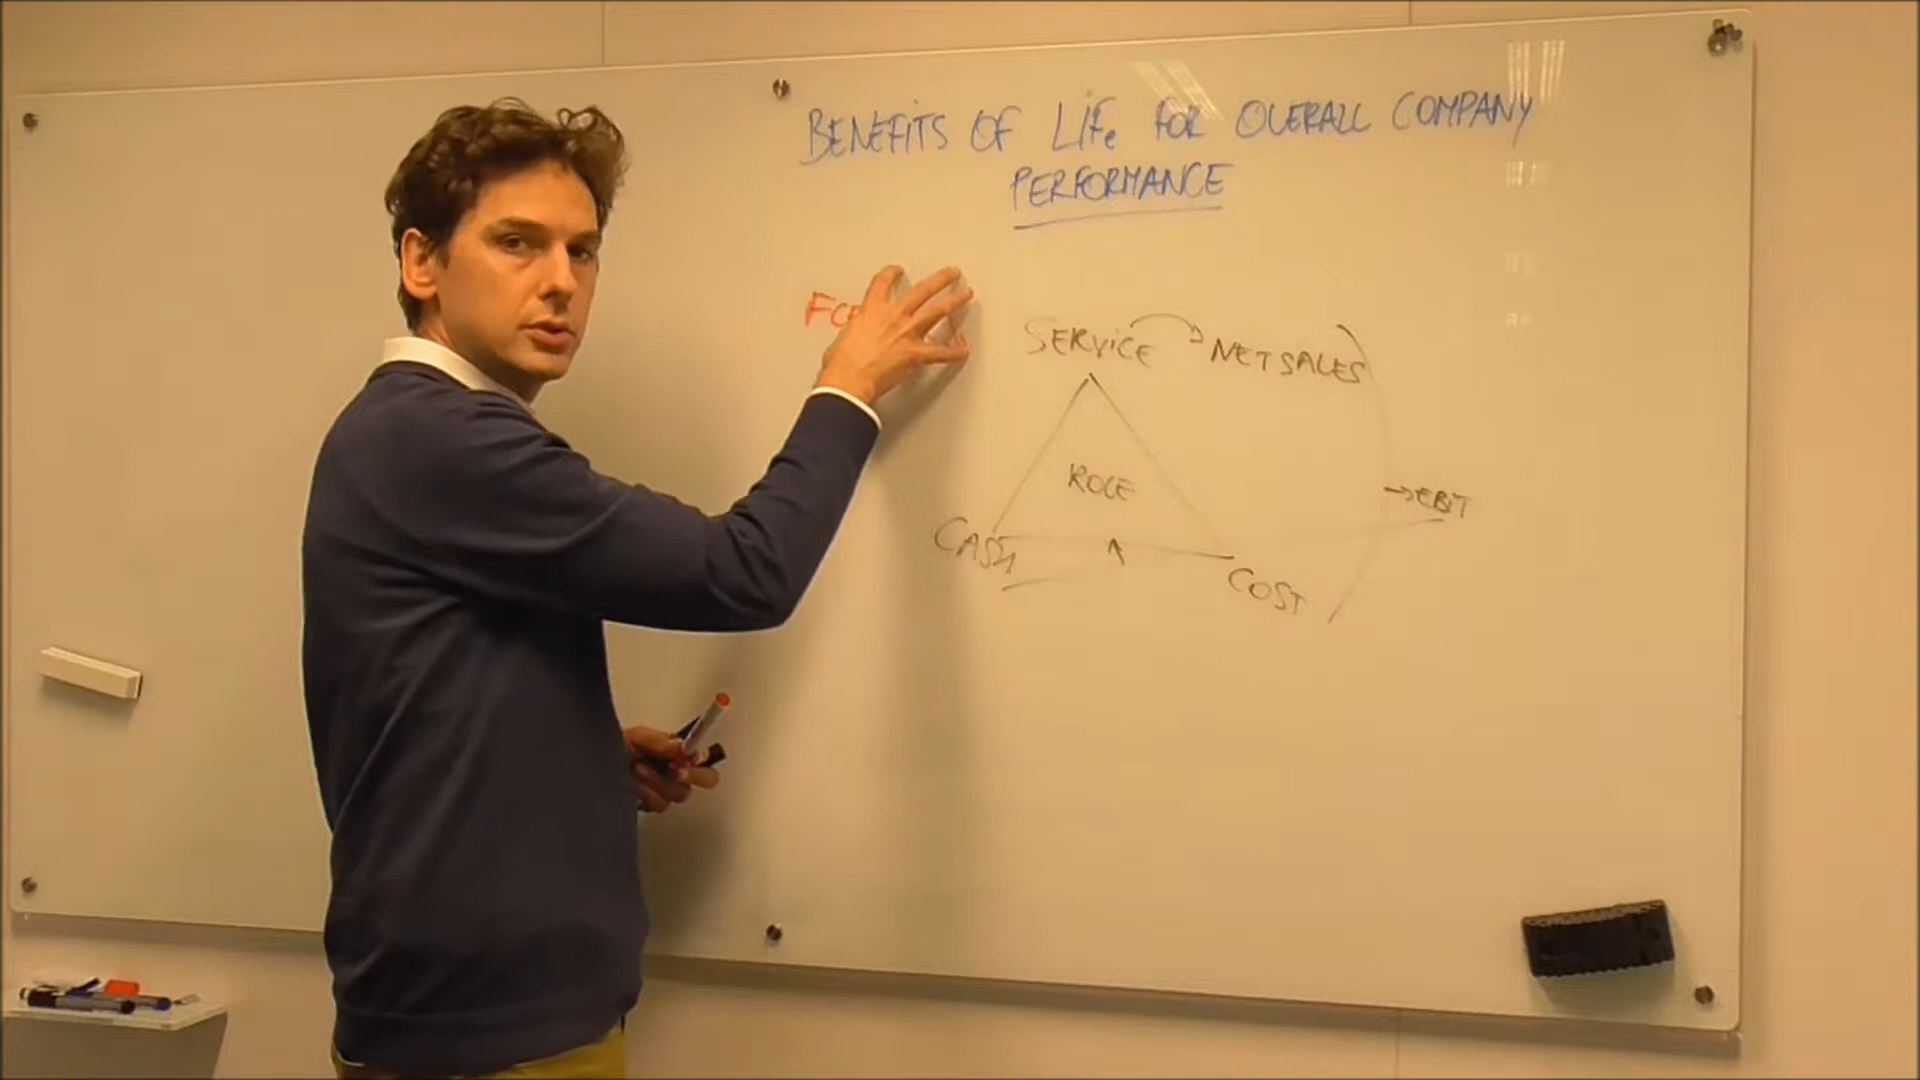 BENEFITS OF LiFe FOR OVERALL COMPANY
PERFORMANCE
SERViCE → NET SALES
ROCE
→ EBIT
CASH
COST